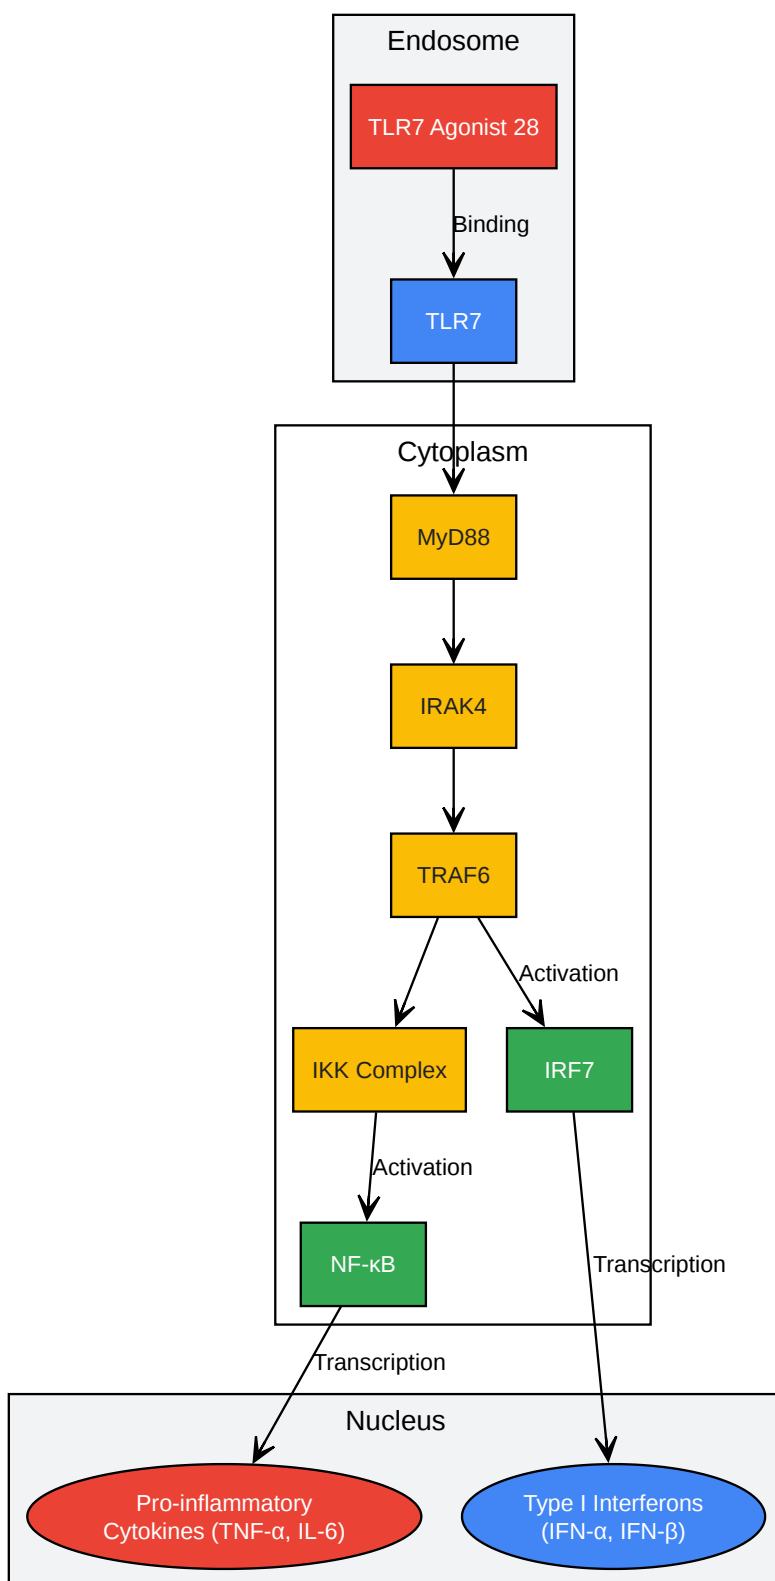 Endosome
TLR7 Agonist 28
Binding
TLR7
Cytoplasm
MyD88
IRAK4
TRAF6
Activation
IKK Complex
IRF7
Activation
NF-κB
Transcription
Transcription
Nucleus
Pro-inflammatory
Cytokines (TNF-α, IL-6)
Type I Interferons
(IFN-α, IFN-β)